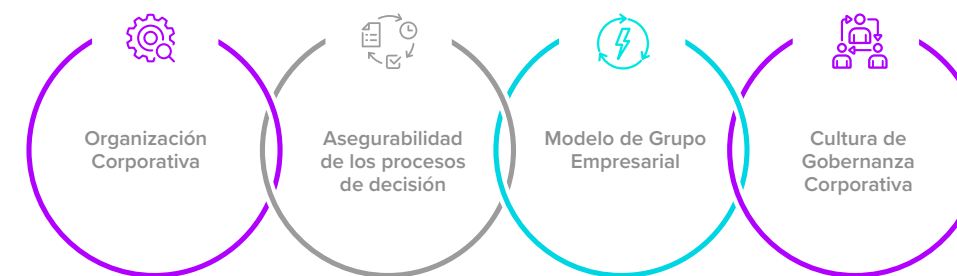 Organización
Corporativa
Asegurabilidad
de los procesos
de decisión
Modelo de Grupo
Empresarial
Cultura de
Gobernanza
Corporativa